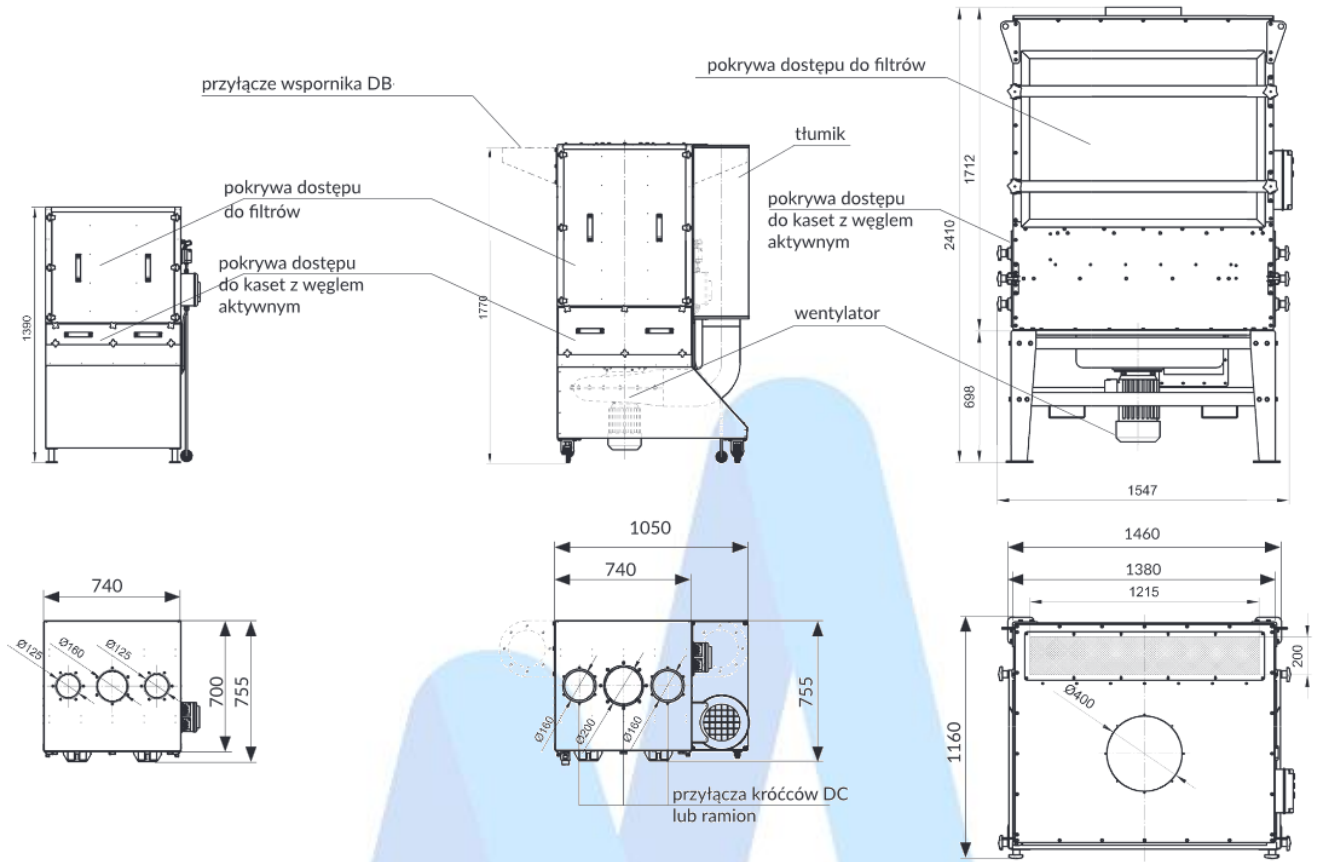 przyłącze wspornika DB
pokrywa dostępu do filtrów
tłumik
pokrywa dostępu
do filtrów
pokrywa dostępu
do kaset z węglem
aktywnym
pokrywa dostępu
do kaset z węglem
aktywnym
wentylator
1390
1770
1712
2410
698
1547
740
Ø125
Ø160
Ø125
700
755
1050
740
Ø160
Ø200
Ø160
755
przyłącza króćców DC
lub ramion
1460
1380
1215
200
Ø400
1160